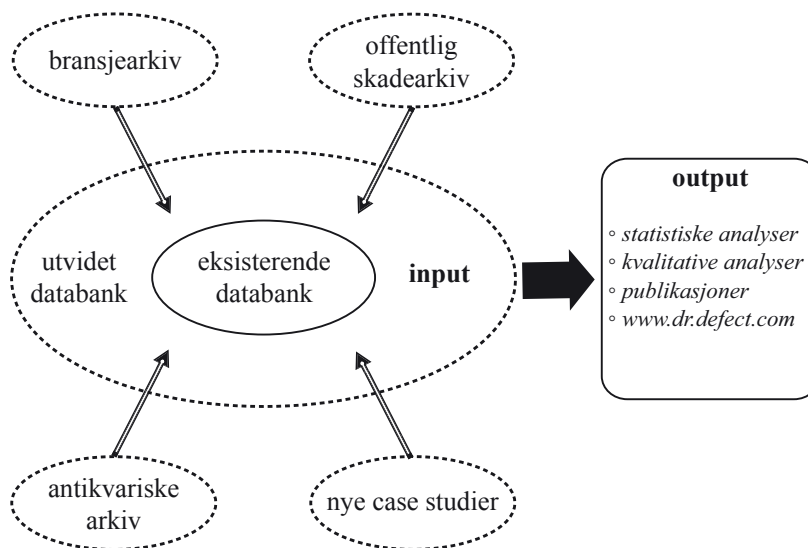 bransjearkiv
offentlig
skadearkiv
utvidet
databank
eksisterende
databank
input
antikvariske
arkiv
nye case studier
output
◦ statistiske analyser
◦ kvalitative analyser
◦ publikasjoner
◦ www.dr.defect.com